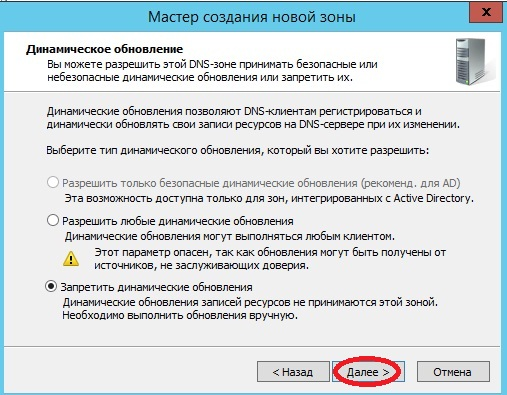 Мастер создания новой зоны
x
Динамическое обновление
Вы можете разрешить этой DNS-зоне принимать безопасные или
небезопасные динамические обновления или запретить их.
Динамические обновления позволяют DNS-клиентам регистрироваться и
динамически обновлять свои записи ресурсов на DNS-сервере при их изменении.
Выберите тип динамического обновления, который вы хотите разрешить:
Разрешить только безопасные динамические обновления (рекоменд. для AD)
Эта возможность доступна только для зон, интегрированных с Active Directory.
Разрешить любые динамические обновления
Динамические обновления могут выполняться любым клиентом.
Этот параметр опасен, так как обновления могут быть получены от
источников, не заслуживающих доверия.
Запретить динамические обновления
Динамические обновления записей ресурсов не принимаются этой зоной.
Необходимо выполнить обновления вручную.
< Назад
Далее >
Отмена